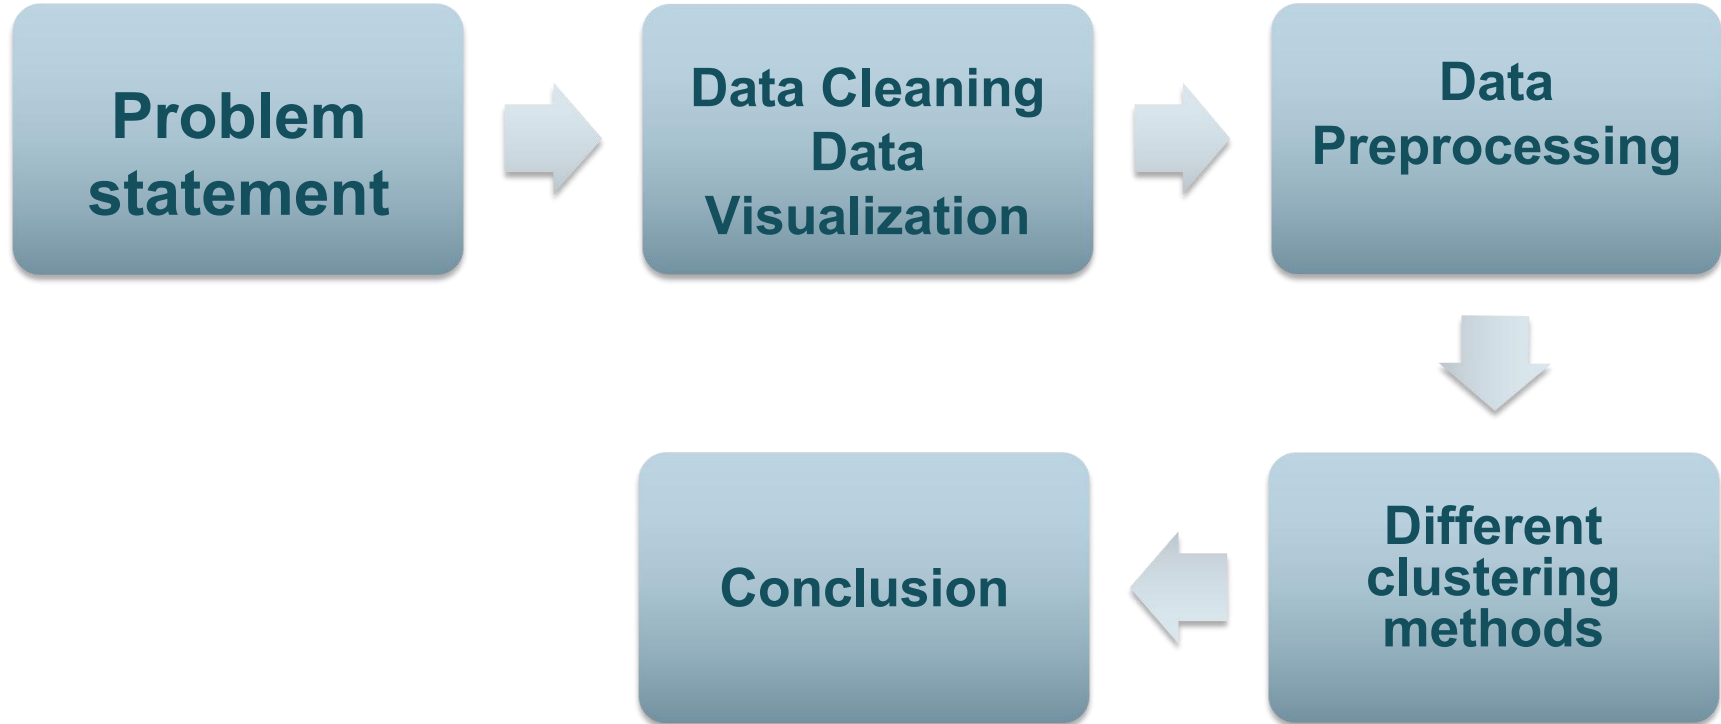 Problem
statement
Data Cleaning
Data
Visualization
Data
Preprocessing
Different
clustering
methods
Conclusion